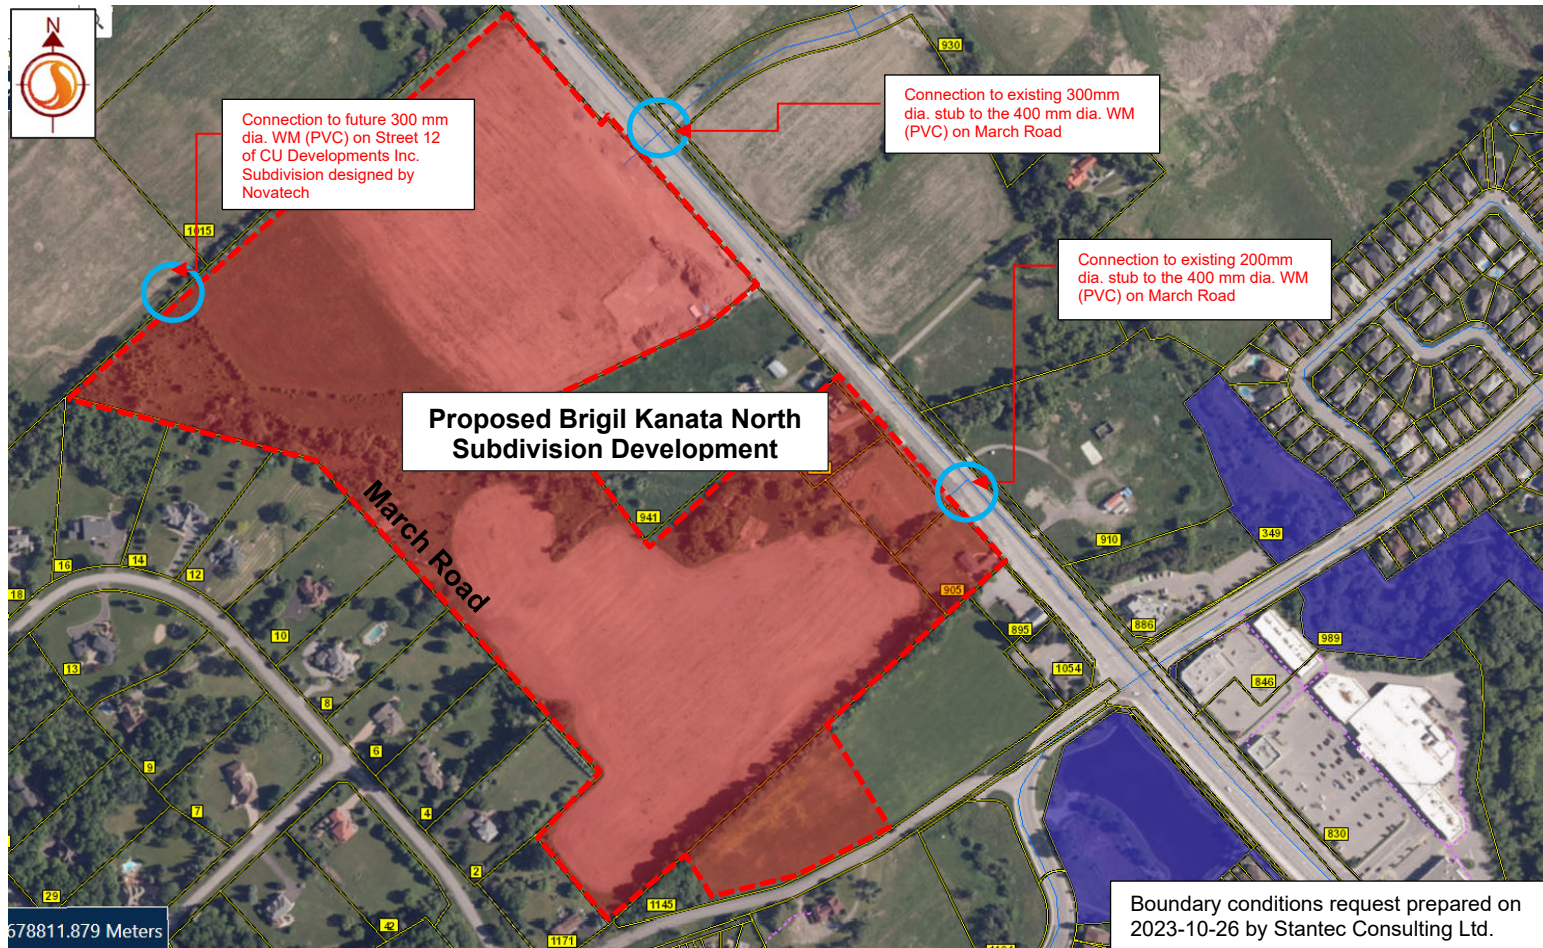 N
930
Connection to existing 300mm
dia. stub to the 400 mm dia. WM
(PVC) on March Road
Connection to future 300 mm
dia. WM (PVC) on Street 12
of CU Developments Inc.
Subdivision designed by
Novatech
1015
Connection to existing 200mm
dia. stub to the 400 mm dia. WM
(PVC) on March Road
Proposed Brigil Kanata North
Subdivision Development
March Road
941
349
910
16
14
12
18
905
895
886
989
10
13
1054
846
8
6
9
7
4
830
2
29
1145
42
1171
678811.879 Meters
Boundary conditions request prepared on
2023-10-26 by Stantec Consulting Ltd.